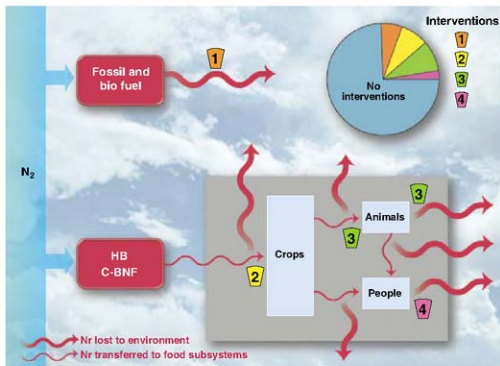 Interventions
1
2
3
4
No
interventions
Fossil and
bio fuel
1
N2
HB
C-BNF
2
Crops
3
Animals
3
People
4
Nr lost to environment
Nr transferred to food subsystems